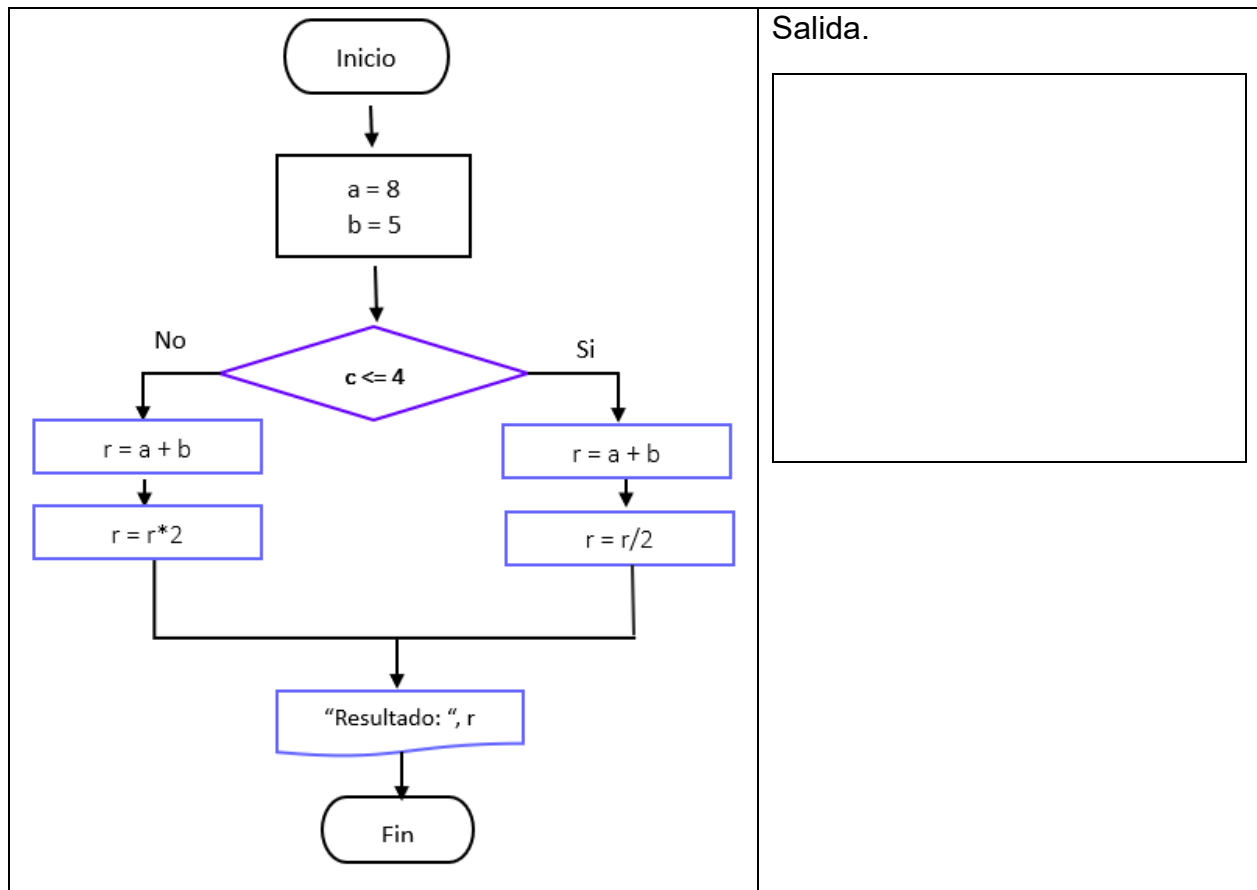 Salida.
Inicio
a = 8
b = 5
No
Si
c <= 4
r = a + b
r = a + b
r = r*2
r = r/2
“Resultado: “, r
Fin